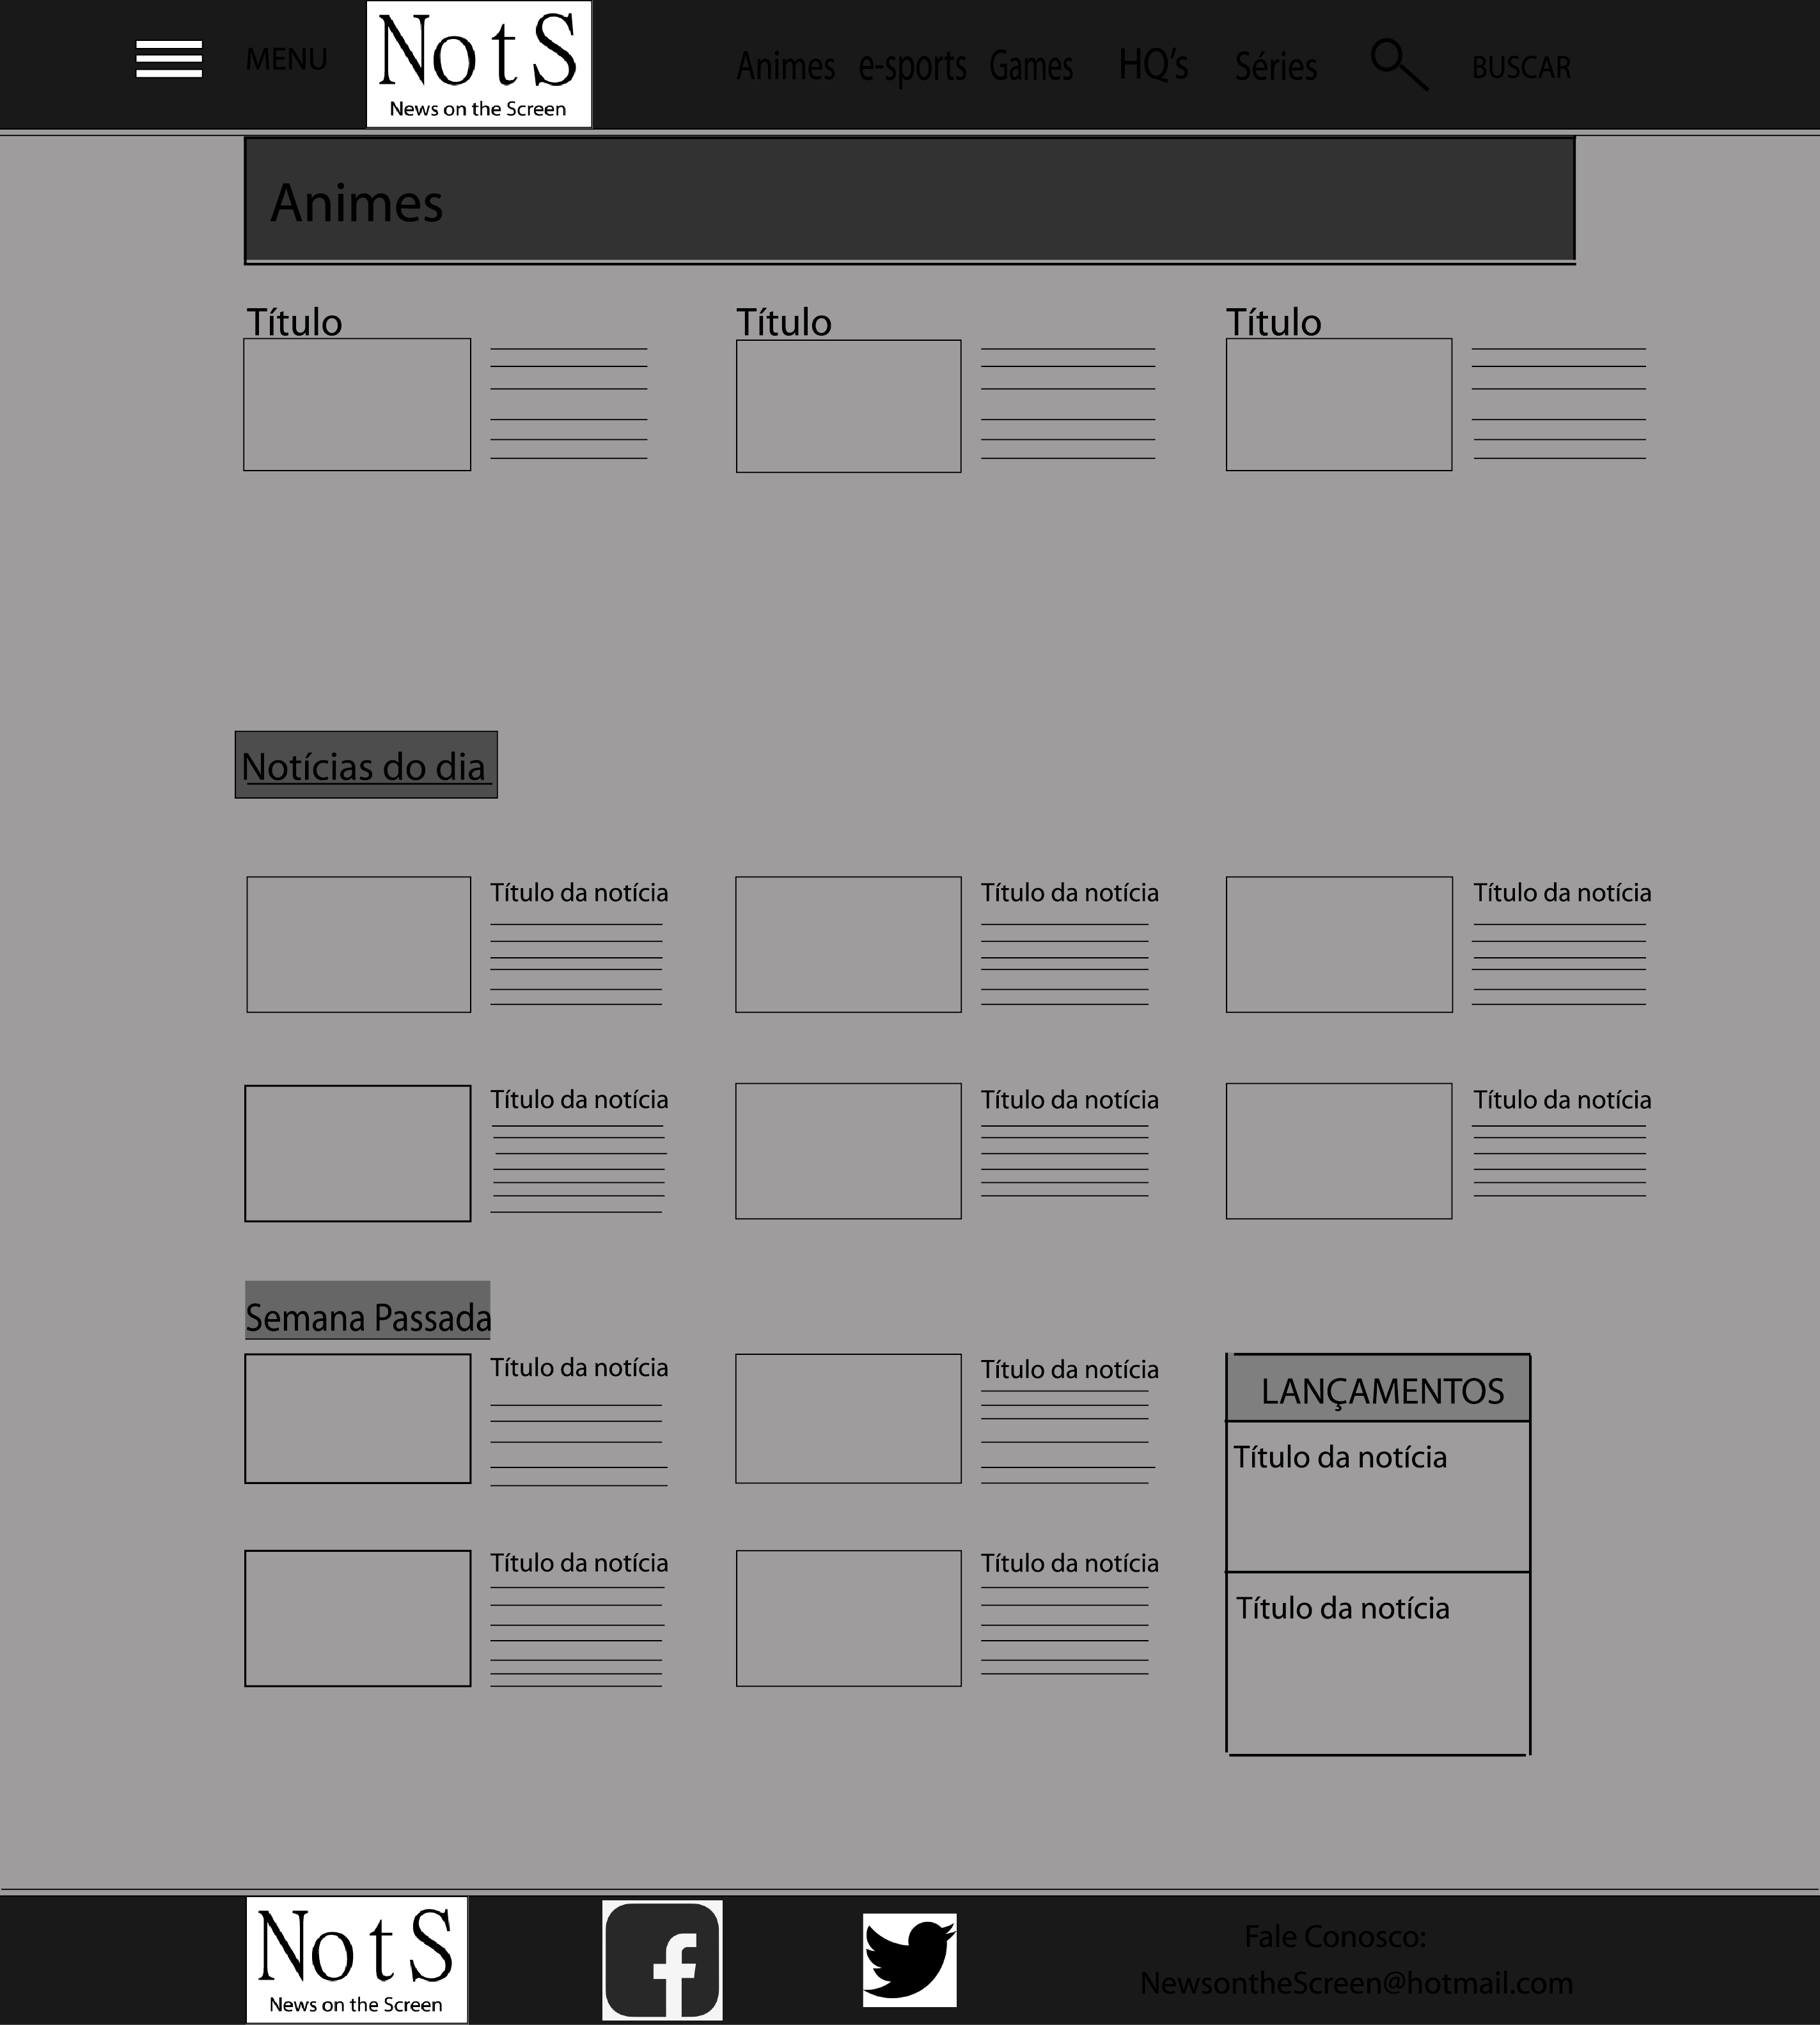 MENU
NotS
News on the Screen
Animes e-sports Games HQ's Séries BUSCAR
Animes
Título Título Título
Notícias do dia
Título da notícia Título da notícia Título da notícia
Título da notícia Título da notícia Título da notícia
Semana Passada
Título da notícia Título da notícia
LANÇAMENTOS
Título da notícia
Título da notícia Título da notícia
Título da notícia
NotS
News on the Screen
f
Fale Conosco:
NewsontheScreen@hotmail.com